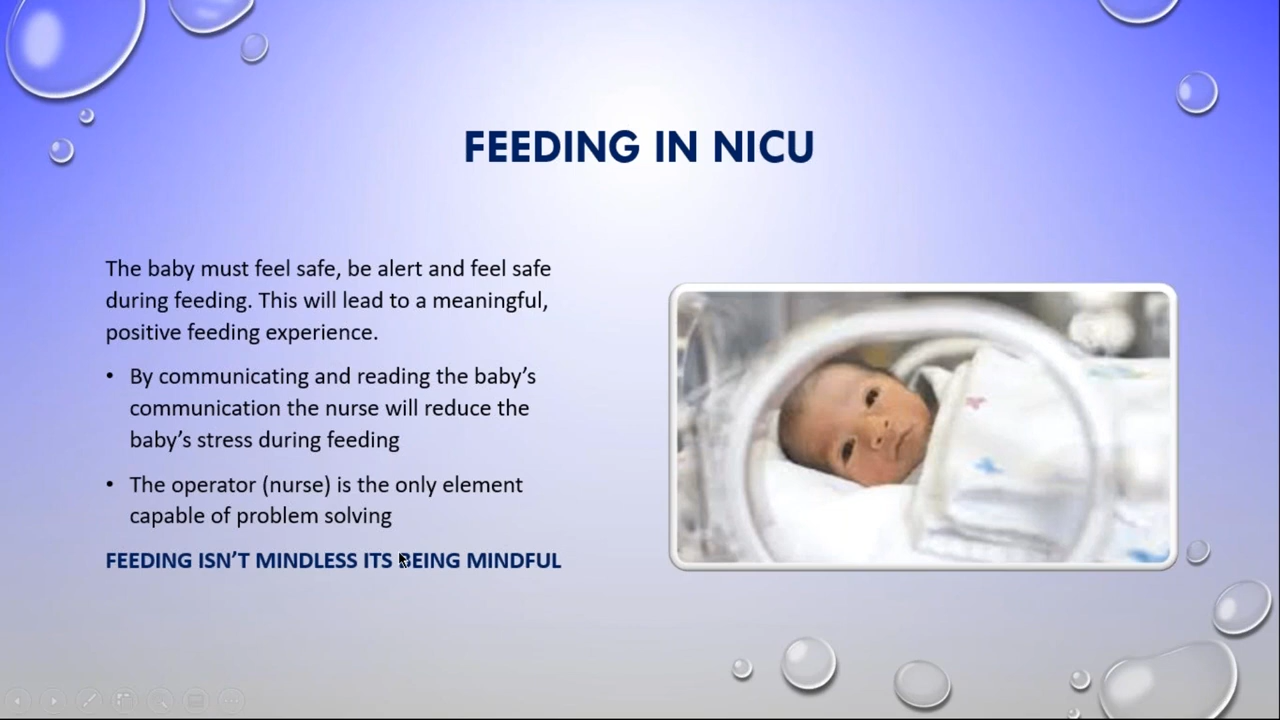 FEEDING IN NICU
The baby must feel safe, be alert and feel safe
during feeding. This will lead to a meaningful,
positive feeding experience.
• By communicating and reading the baby’s
communication the nurse will reduce the
baby’s stress during feeding
• The operator (nurse) is the only element
capable of problem solving
FEEDING ISN’T MINDLESS ITS BEING MINDFUL